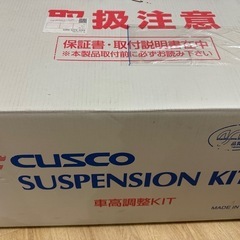 取扱注意
保証書・取付説明書在中
※本製品取付前に必ずお読み下さい
CUSCO
SUSPENSION KIT
車高調整KIT
MADE IN